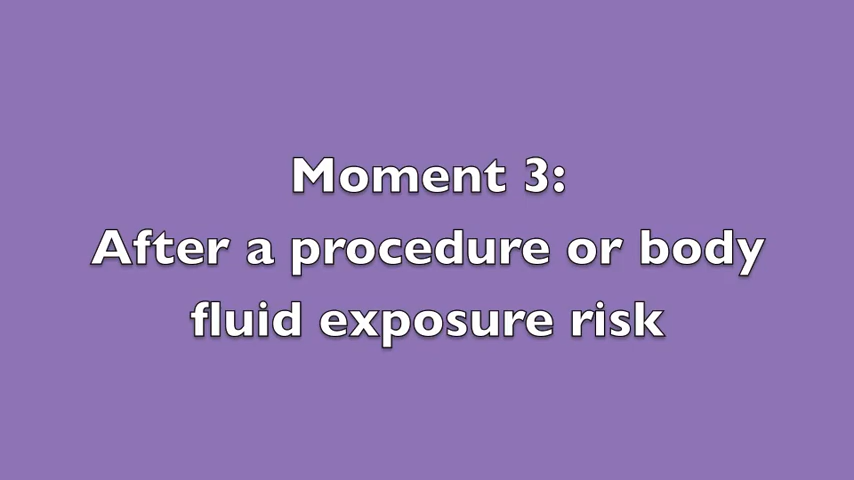 Moment 3:
After a procedure or body
fluid exposure risk